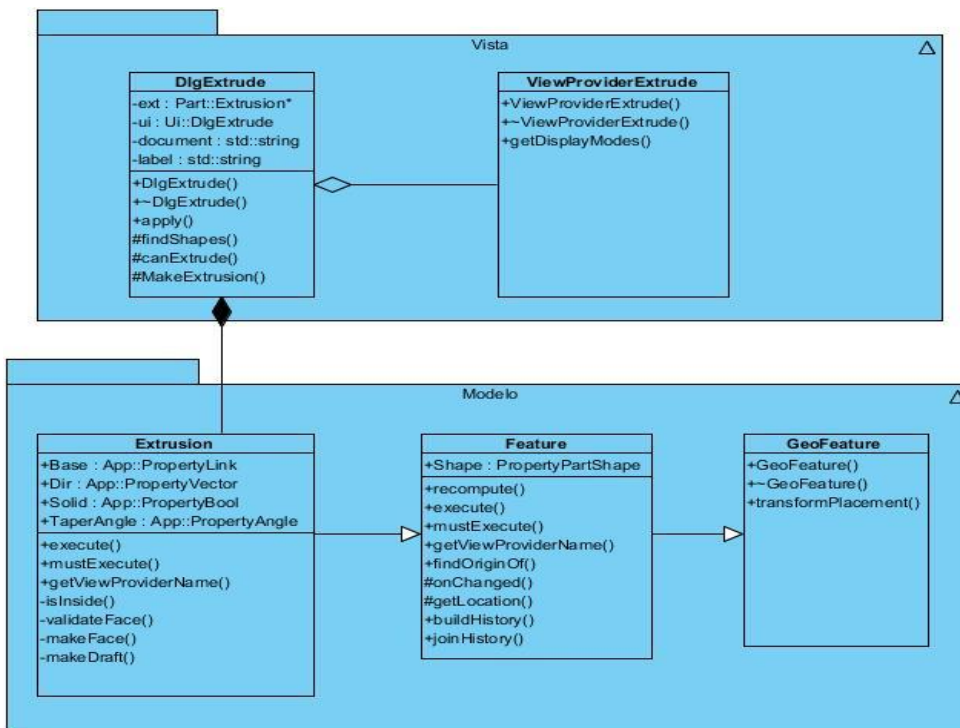 Vista
DlgExtrude
-ext : Part::Extrusion*
-ui : Ui::DlgExtrude
-document : std::string
-label : std::string
+DlgExtrude()
+~DlgExtrude()
+apply()
#findShapes()
#canExtrude()
#MakeExtrusion()
ViewProviderExtrude
+ViewProviderExtrude()
+~ViewProviderExtrude()
+getDisplayModes()
Modelo
Extrusion
+Base : App::PropertyLink
+Dir : App::PropertyVector
+Solid : App::PropertyBool
+TaperAngle : App::PropertyAngle
+execute()
+mustExecute()
+getViewProviderName()
-isInside()
-validateFace()
-makeFace()
-makeDraft()
Feature
+Shape : PropertyPartShape
+recompute()
+execute()
+mustExecute()
+getViewProviderName()
+findOriginOf()
#onChanged()
#getLocation()
+buildHistory()
+joinHistory()
GeoFeature
+GeoFeature()
+~GeoFeature()
+transformPlacement()